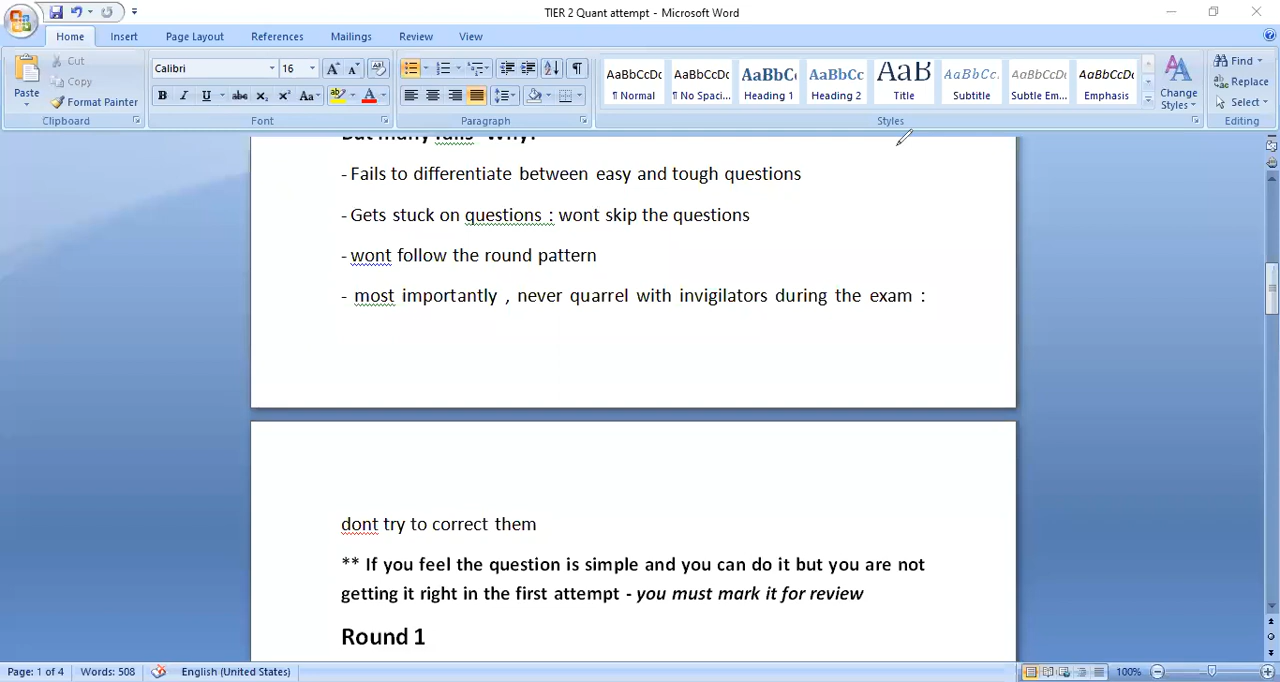 TIER 2 Quant attempt - Microsoft Word
Home Insert Page Layout References Mailings Review View
Paste Cut Copy Format Painter Clipboard
Calibri 16 Font
Paragraph
AaBbCcDc AaBbCcDc AaBbC AaBbCc AaB AaBbCc. AaBbCcDc AaBbCcDc
¶ Normal ¶ No Spaci... Heading 1 Heading 2 Title Subtitle Subtle Em... Emphasis
Styles
Change Styles
Find Replace Select Editing
But many fails Why?
- Fails to differentiate between easy and tough questions
- Gets stuck on questions : wont skip the questions
- wont follow the round pattern
- most importantly , never quarrel with invigilators during the exam :
dont try to correct them
** If you feel the question is simple and you can do it but you are not
getting it right in the first attempt - you must mark it for review
Round 1
Page: 1 of 4 Words: 508 English (United States) 100%